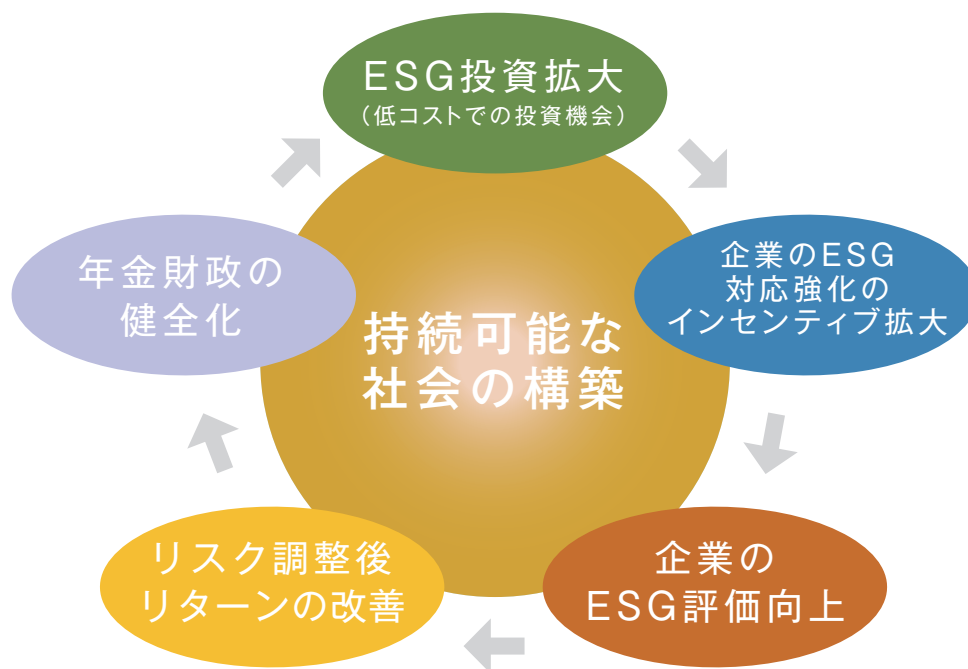 ESG投資拡大
（低コストでの投資機会）
企業のESG
対応強化の
インセンティブ拡大
企業の
ESG評価向上
リスク調整後
リターンの改善
年金財政の
健全化
持続可能な
社会の構築